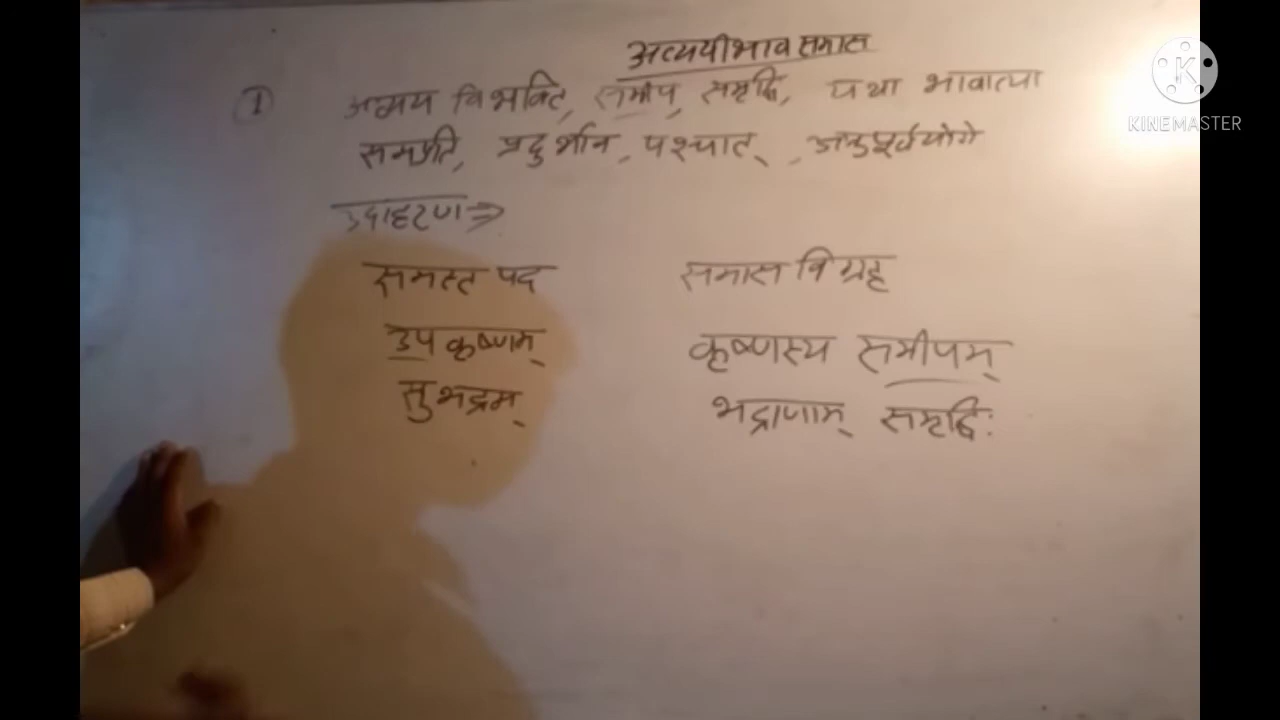 अव्ययीभाव समास
① अव्यय विभक्ति, समीप, समृद्धि, यथा भावात्या
सम्प्रति, प्रदुर्भान, पश्चात्, अनुपूर्वयोगे
उदाहरण ⇒
समस्त पद समास विग्रह
उपकृष्णम् कृष्णस्य समीपम्
सुभद्रम् भद्राणाम् समृद्धिः
KINEMASTER